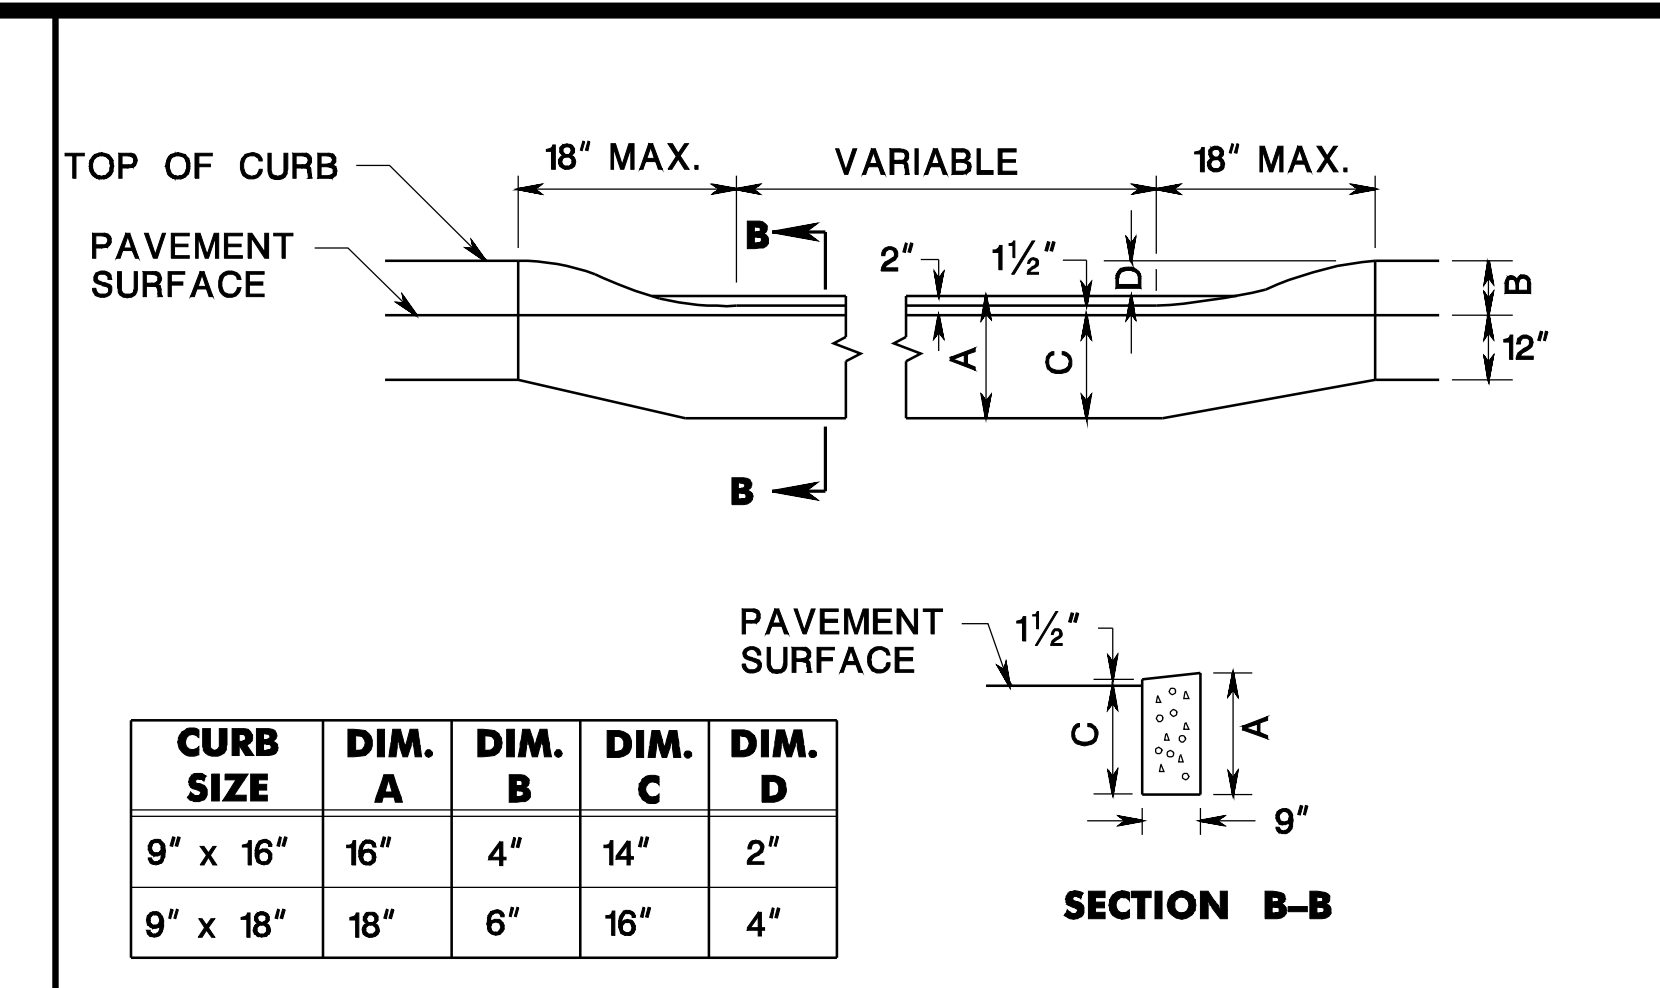 18″ MAX. VARIABLE 18″ MAX.
TOP OF CURB
PAVEMENT
SURFACE
B
2″ 1½″ D
B
A C 12″
B
PAVEMENT
SURFACE
1½″
C A
9″
SECTION B–B
CURB SIZE DIM. A DIM. B DIM. C DIM. D
9″ x 16″ 16″ 4″ 14″ 2″
9″ x 18″ 18″ 6″ 16″ 4″